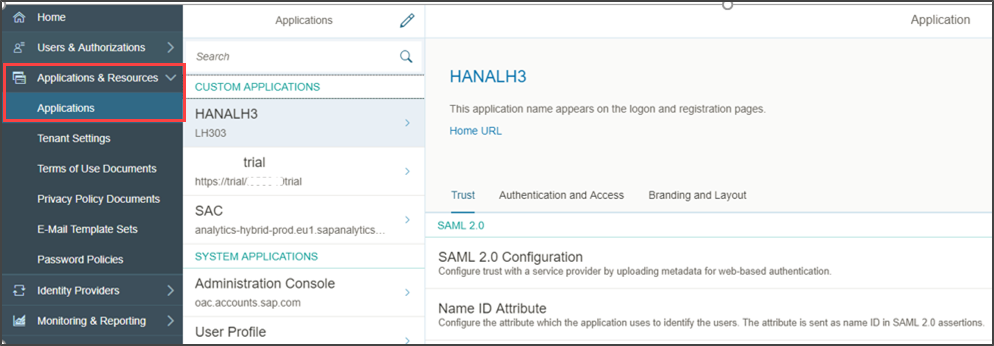 Home
Users & Authorizations
Applications & Resources
Applications
Tenant Settings
Terms of Use Documents
Privacy Policy Documents
E-Mail Template Sets
Password Policies
Identity Providers
Monitoring & Reporting
Applications
Search
CUSTOM APPLICATIONS
HANALH3
LH303
trial
https://trial/ trial
SAC
analytics-hybrid-prod.eu1.sapanalytics...
SYSTEM APPLICATIONS
Administration Console
oac.accounts.sap.com
User Profile
Application
HANALH3
This application name appears on the logon and registration pages.
Home URL
Trust Authentication and Access Branding and Layout
SAML 2.0
SAML 2.0 Configuration
Configure trust with a service provider by uploading metadata for web-based authentication.
Name ID Attribute
Configure the attribute which the application uses to identify the users. The attribute is sent as name ID in SAML 2.0 assertions.